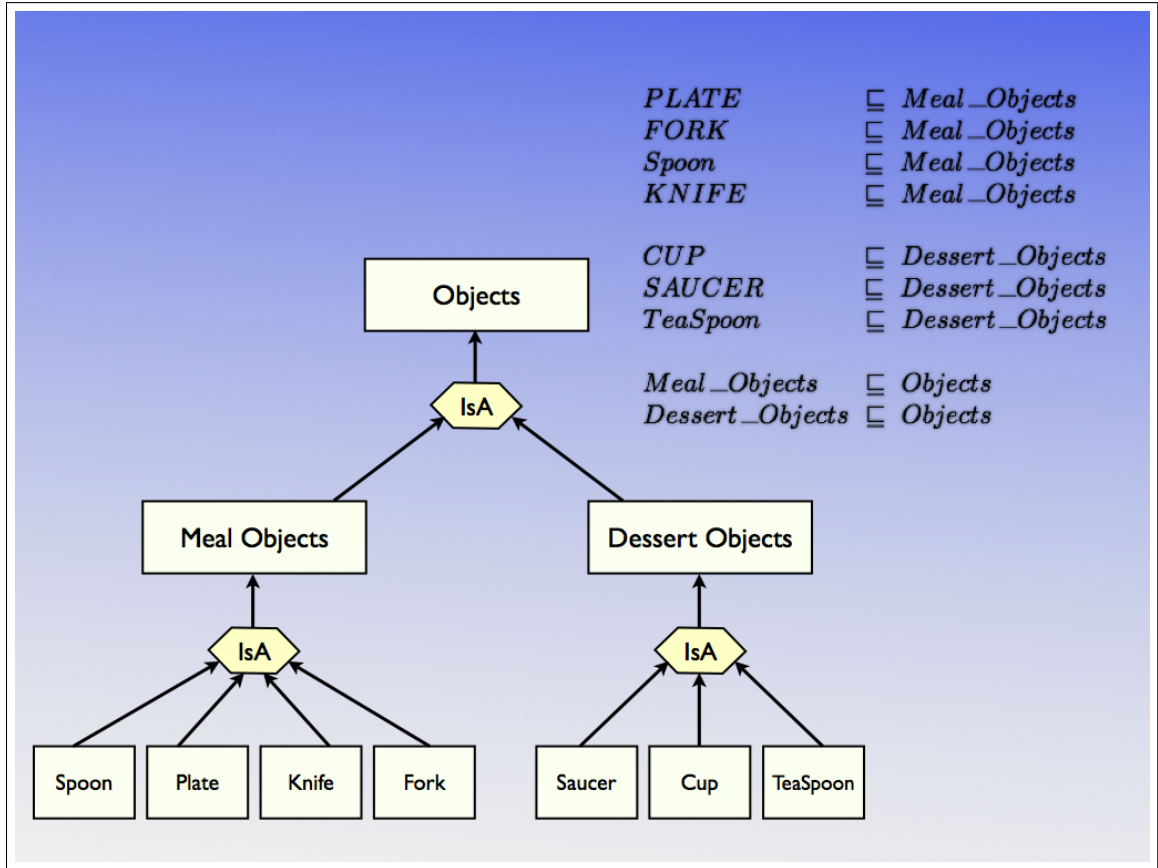 PLATE ⊑ Meal_Objects
FORK ⊑ Meal_Objects
Spoon ⊑ Meal_Objects
KNIFE ⊑ Meal_Objects
CUP ⊑ Dessert_Objects
SAUCER ⊑ Dessert_Objects
TeaSpoon ⊑ Dessert_Objects
Meal_Objects ⊑ Objects
Dessert_Objects ⊑ Objects
Objects
IsA
Meal Objects
Dessert Objects
IsA
IsA
Spoon
Plate
Knife
Fork
Saucer
Cup
TeaSpoon